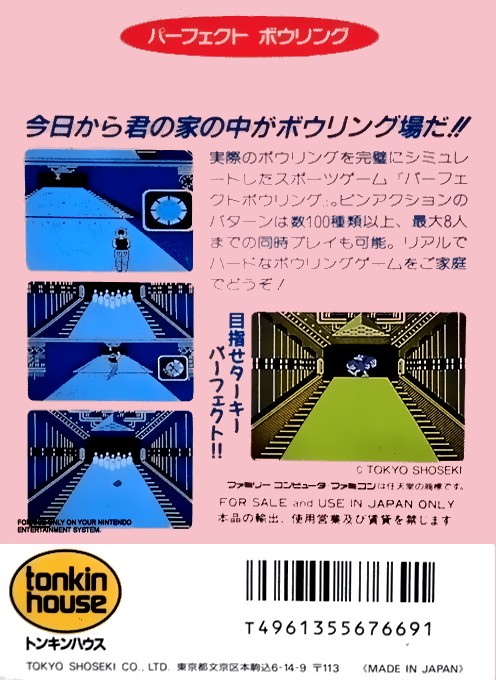 パーフェクト ボウリング
今日から君の家の中がボウリング場だ!!
実際のボウリングを完璧にシミュレ
ートしたスポーツゲーム『パーフェ
クトボウリング』。ピンアクションの
パターンは数100種類以上、最大8人
までの同時プレイも可能。リアルで
ハードなボウリングゲームをご家庭
でどうぞ!
目指せターキー
パーフェクト!!
© TOKYO SHOSEKI
ファミリーコンピュータ ファミコンは任天堂の商標です。
FOR SALE and USE IN JAPAN ONLY
本品の輸出、使用営業及び賃貸を禁じます
FOR USE ONLY ON YOUR NINTENDO
ENTERTAINMENT SYSTEM.
tonkin
house
トンキンハウス
T4961355676691
TOKYO SHOSEKI CO., LTD. 東京都文京区本駒込6-14-9 〒113 〈MADE IN JAPAN〉